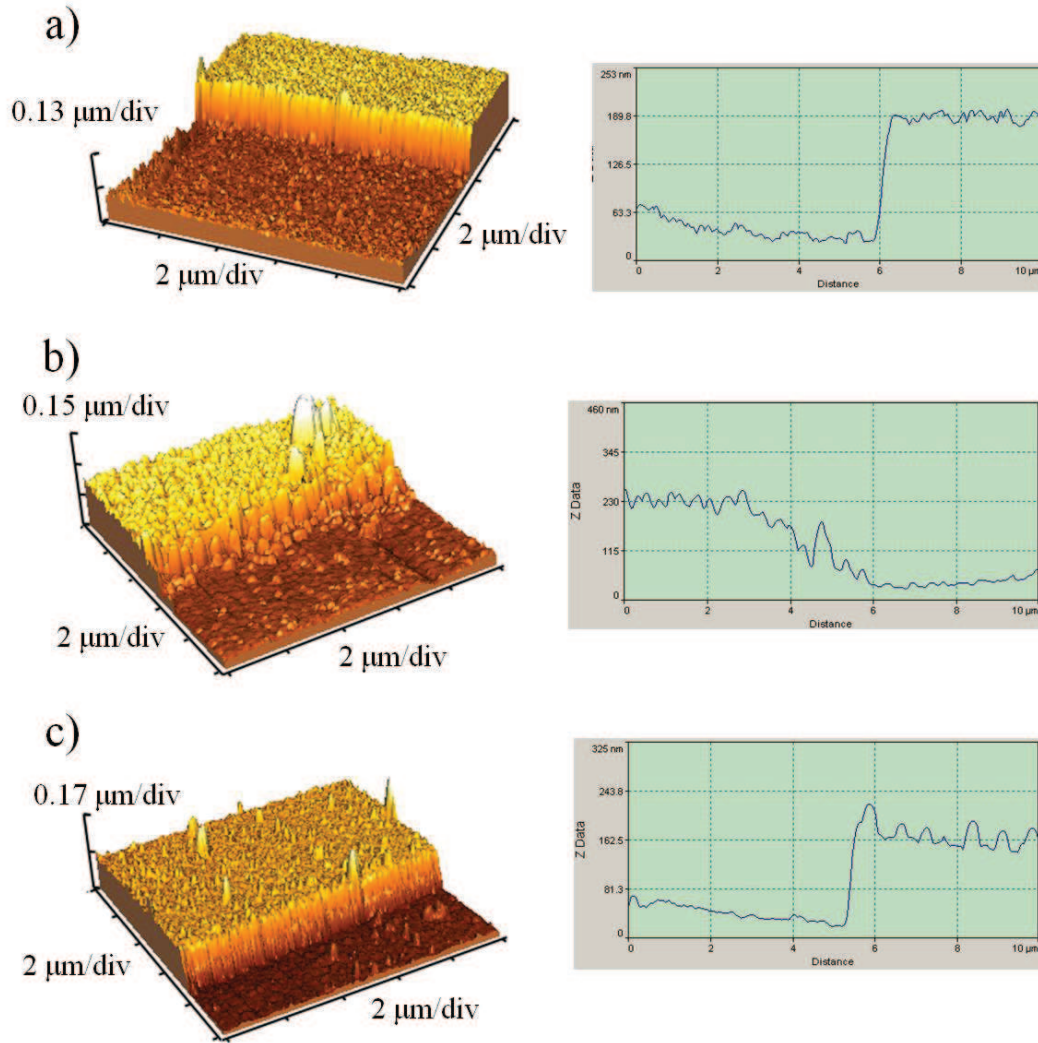 a)
0.13 μm/div
2 μm/div
2 μm/div
253 nm
189.8
126.5
63.3
0
0 2 4 6 8 10 μm
Distance
b)
0.15 μm/div
2 μm/div
2 μm/div
460 nm
345
230
115
0
Z Data
0 2 4 6 8 10 μm
Distance
c)
0.17 μm/div
2 μm/div
2 μm/div
325 nm
243.8
162.5
81.3
0
Z Data
0 2 4 6 8 10 μm
Distance